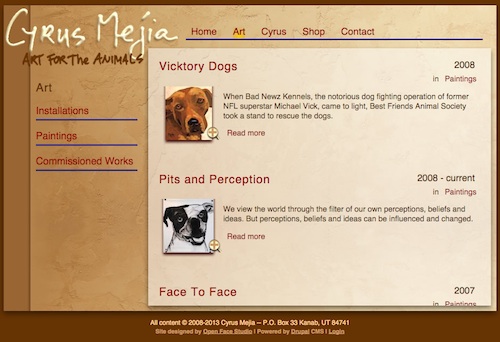 Cyrus Mejia
ART FOR THE ANIMALS
Home Art Cyrus Shop Contact
Art
Installations
Paintings
Commissioned Works
Vicktory Dogs 2008
in Paintings
When Bad Newz Kennels, the notorious dog fighting operation of former
NFL superstar Michael Vick, came to light, Best Friends Animal Society
took a stand to rescue the dogs.
Read more
Pits and Perception 2008 - current
in Paintings
We view the world through the filter of our own perceptions, beliefs and
ideas. But perceptions, beliefs and ideas can be influenced and changed.
Read more
Face To Face 2007
in Paintings
All content © 2008-2013 Cyrus Mejia -- P.O. Box 33 Kanab, UT 84741
Site designed by Open Face Studio | Powered by Drupal CMS | Login